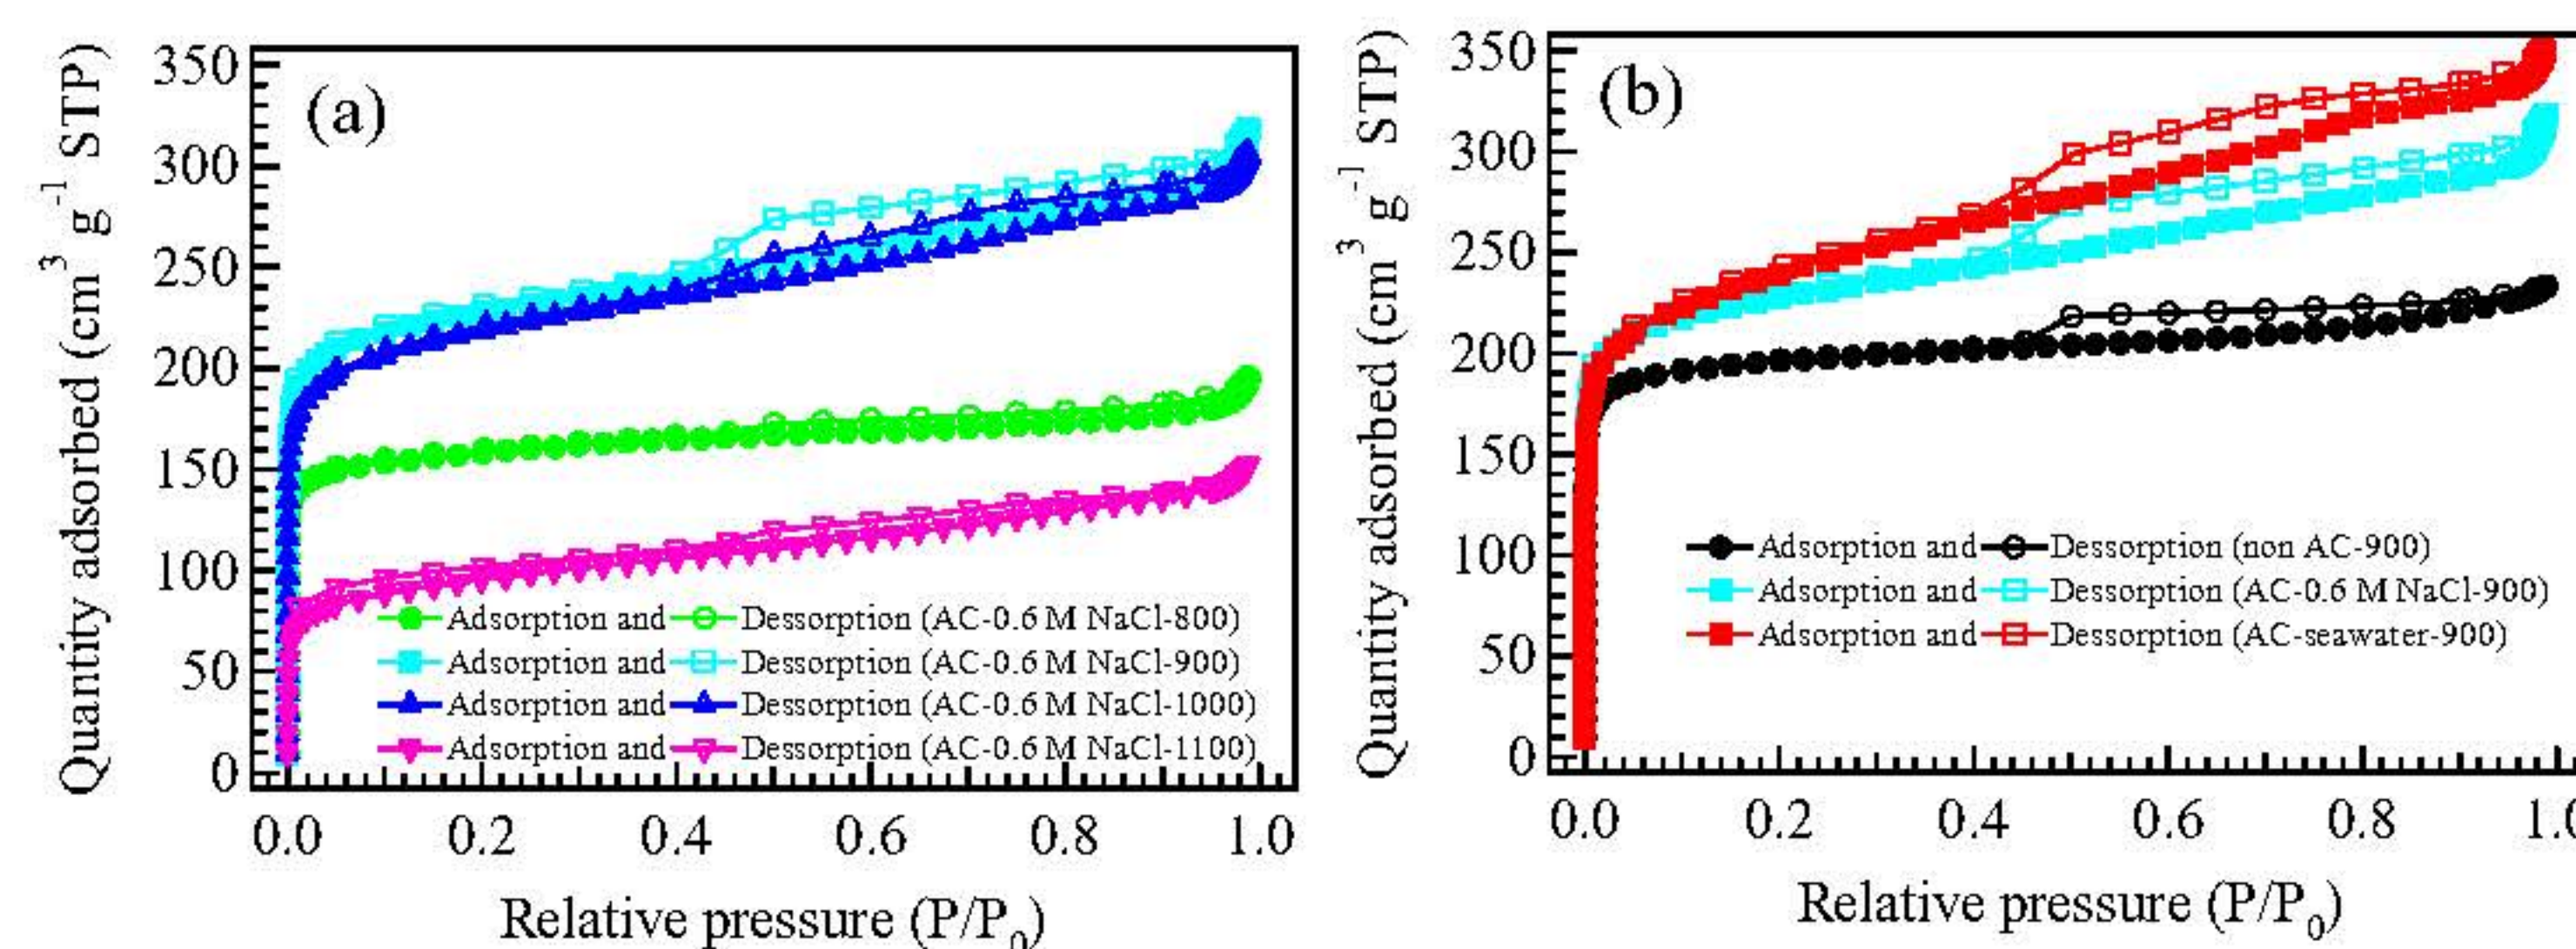 (a)
Quantity adsorbed (cm³ g⁻¹ STP)
350
300
250
200
150
100
50
0
Adsorption and Dessorption (AC-0.6 M NaCl-800)
Adsorption and Dessorption (AC-0.6 M NaCl-900)
Adsorption and Dessorption (AC-0.6 M NaCl-1000)
Adsorption and Dessorption (AC-0.6 M NaCl-1100)
0.0 0.2 0.4 0.6 0.8 1.0
Relative pressure (P/P₀)
(b)
Quantity adsorbed (cm³ g⁻¹ STP)
350
300
250
200
150
100
50
0
Adsorption and Dessorption (non AC-900)
Adsorption and Dessorption (AC-0.6 M NaCl-900)
Adsorption and Dessorption (AC-seawater-900)
0.0 0.2 0.4 0.6 0.8 1.0
Relative pressure (P/P₀)